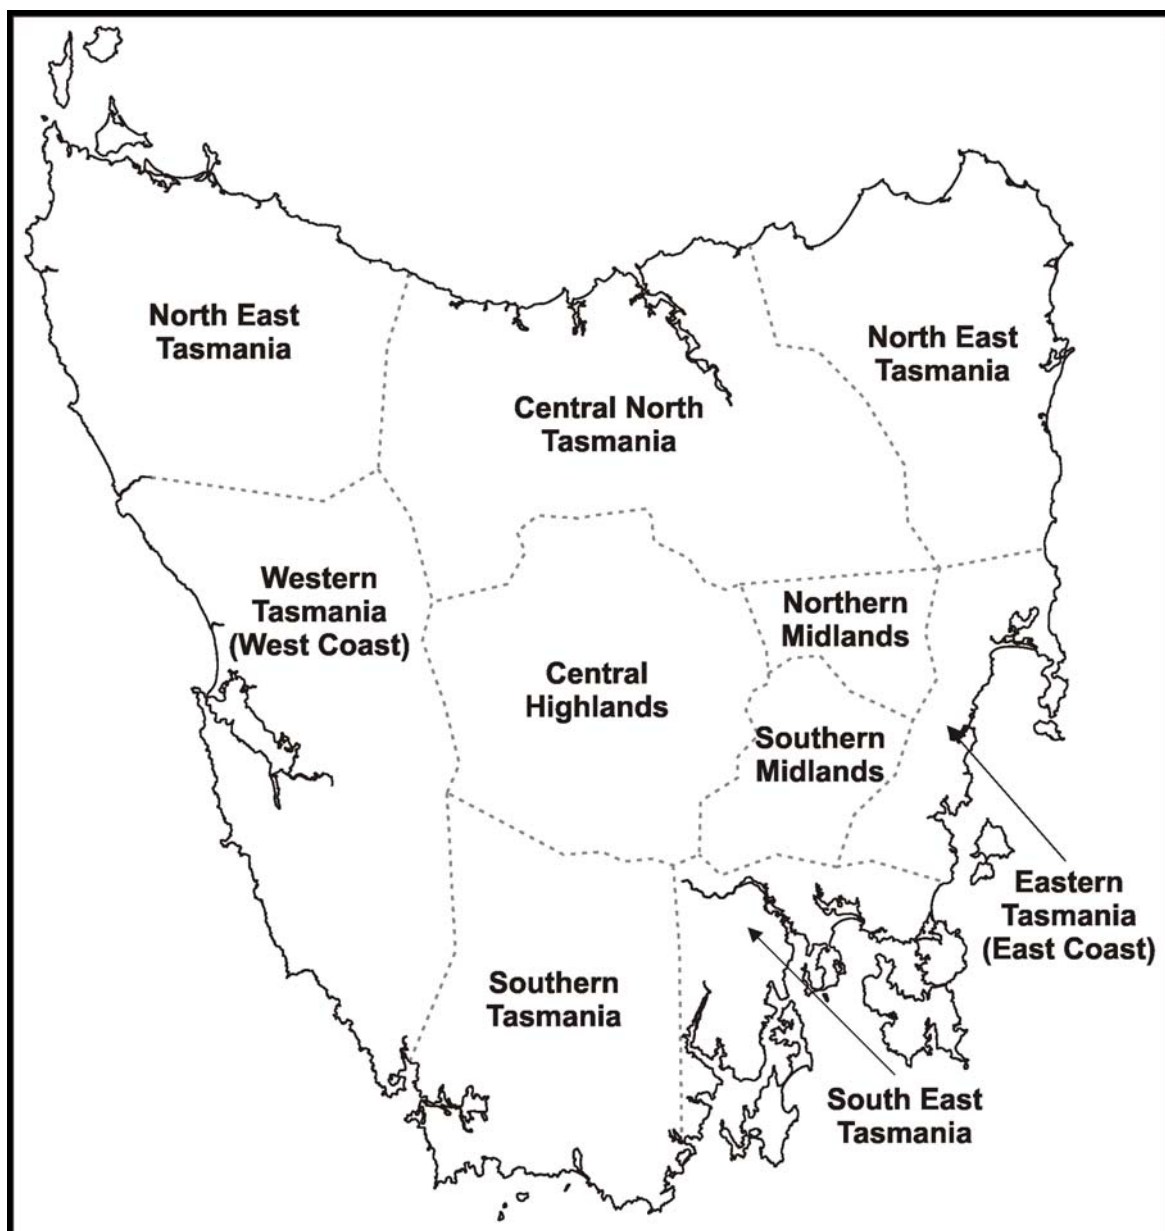 North East
Tasmania
North East
Tasmania
Central North
Tasmania
Western
Tasmania
(West Coast)
Northern
Midlands
Central
Highlands
Southern
Midlands
Eastern
Tasmania
(East Coast)
Southern
Tasmania
South East
Tasmania